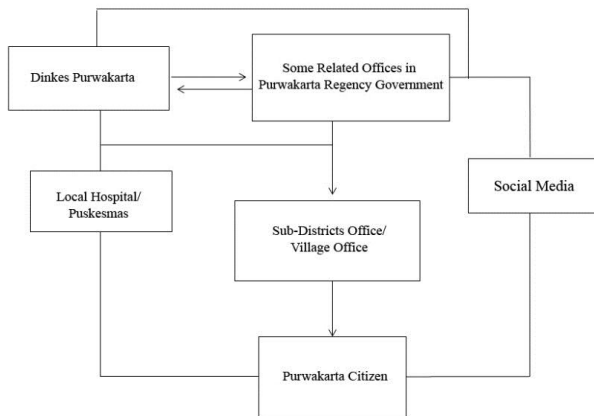 Dinkes Purwakarta
Some Related Offices in
Purwakarta Regency Government
Local Hospital/
Puskesmas
Social Media
Sub-Districts Office/
Village Office
Purwakarta Citizen